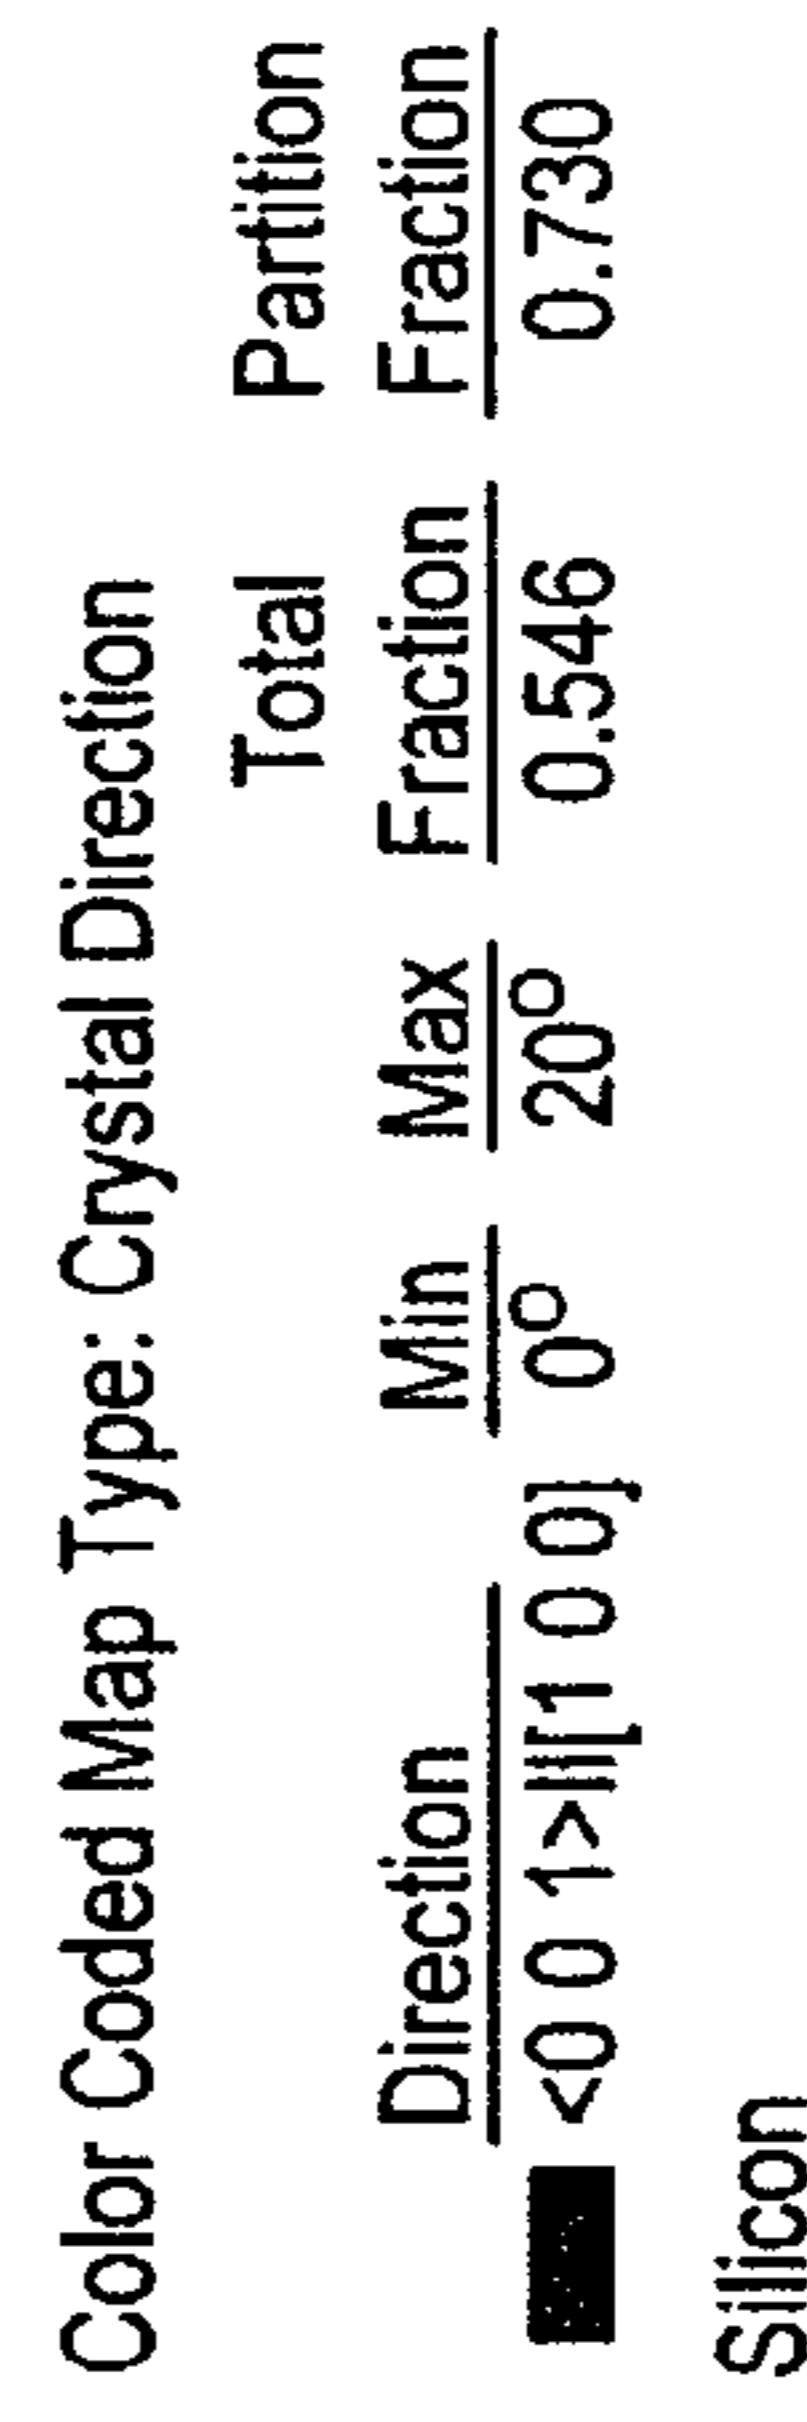 Color Coded Map Type: Crystal Direction
Total Partition
Direction Min Max Fraction Fraction
<0 0 1>||[1 0 0] 0° 20° 0.546 0.730
Silicon